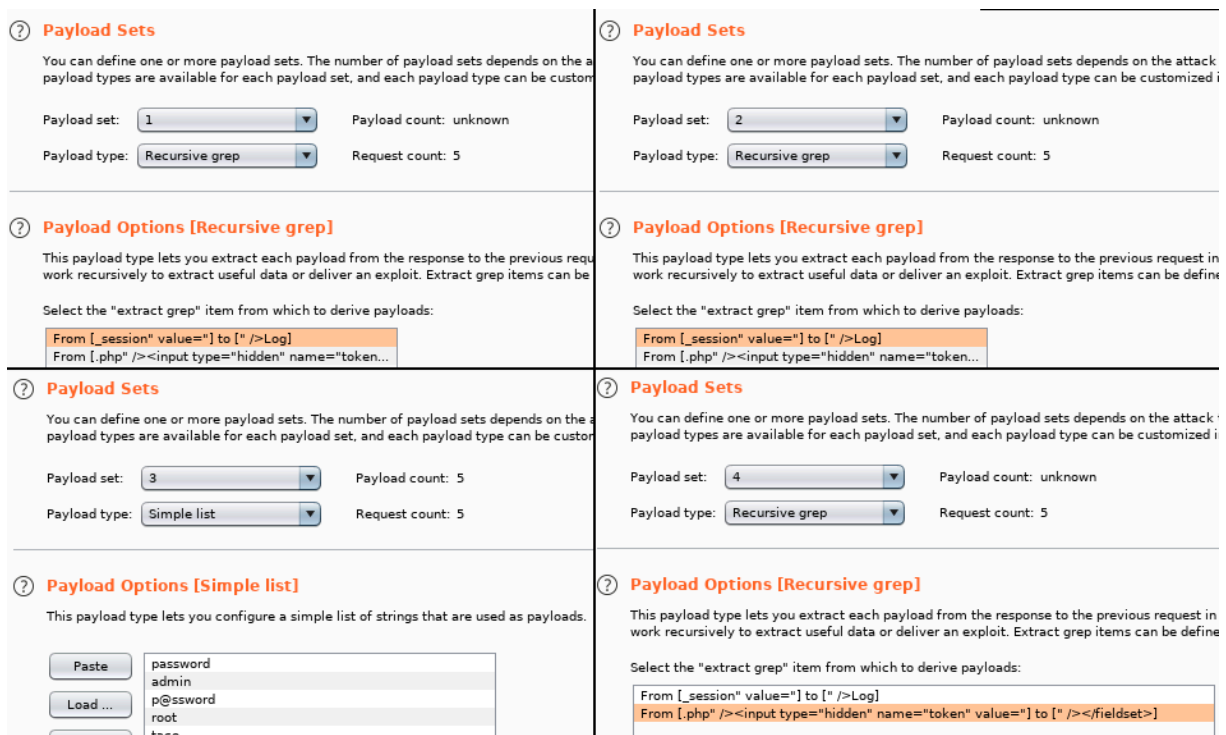 Payload Sets
You can define one or more payload sets. The number of payload sets depends on the a
payload types are available for each payload set, and each payload type can be custom
Payload set: 1 Payload count: unknown
Payload type: Recursive grep Request count: 5
Payload Options [Recursive grep]
This payload type lets you extract each payload from the response to the previous requ
work recursively to extract useful data or deliver an exploit. Extract grep items can be
Select the "extract grep" item from which to derive payloads:
From [_session" value="] to [" />Log]
From [.php" /><input type="hidden" name="token...
Payload Sets
You can define one or more payload sets. The number of payload sets depends on the attack
payload types are available for each payload set, and each payload type can be customized i
Payload set: 2 Payload count: unknown
Payload type: Recursive grep Request count: 5
Payload Options [Recursive grep]
This payload type lets you extract each payload from the response to the previous request in
work recursively to extract useful data or deliver an exploit. Extract grep items can be define
Select the "extract grep" item from which to derive payloads:
From [_session" value="] to [" />Log]
From [.php" /><input type="hidden" name="token...
Payload Sets
You can define one or more payload sets. The number of payload sets depends on the a
payload types are available for each payload set, and each payload type can be custor
Payload set: 3 Payload count: 5
Payload type: Simple list Request count: 5
Payload Options [Simple list]
This payload type lets you configure a simple list of strings that are used as payloads.
Paste
Load ...
password
admin
p@ssword
root
Payload Sets
You can define one or more payload sets. The number of payload sets depends on the attack
payload types are available for each payload set, and each payload type can be customized i
Payload set: 4 Payload count: unknown
Payload type: Recursive grep Request count: 5
Payload Options [Recursive grep]
This payload type lets you extract each payload from the response to the previous request in
work recursively to extract useful data or deliver an exploit. Extract grep items can be define
Select the "extract grep" item from which to derive payloads:
From [_session" value="] to [" />Log]
From [.php" /><input type="hidden" name="token" value="] to [" /></fieldset>]